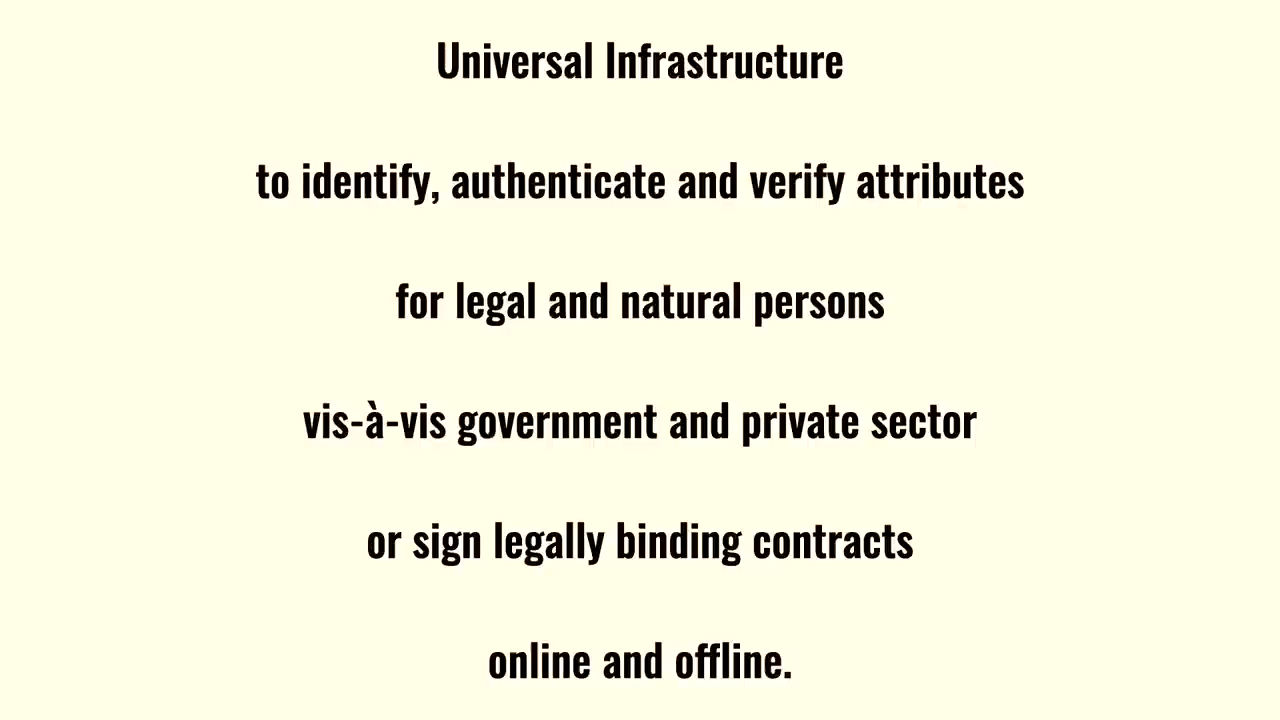 Universal Infrastructure
to identify, authenticate and verify attributes
for legal and natural persons
vis-à-vis government and private sector
or sign legally binding contracts
online and offline.